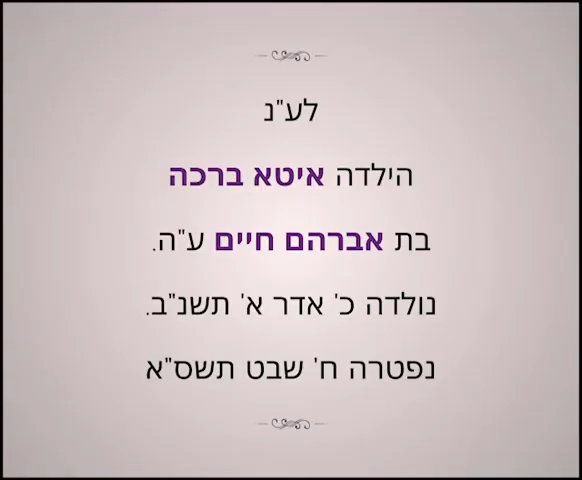 לע"נ
הילדה איטא ברכה
בת אברהם חיים ע"ה.
נולדה כ' אדר א' תשנ"ב.
נפטרה ח' שבט תשס"א